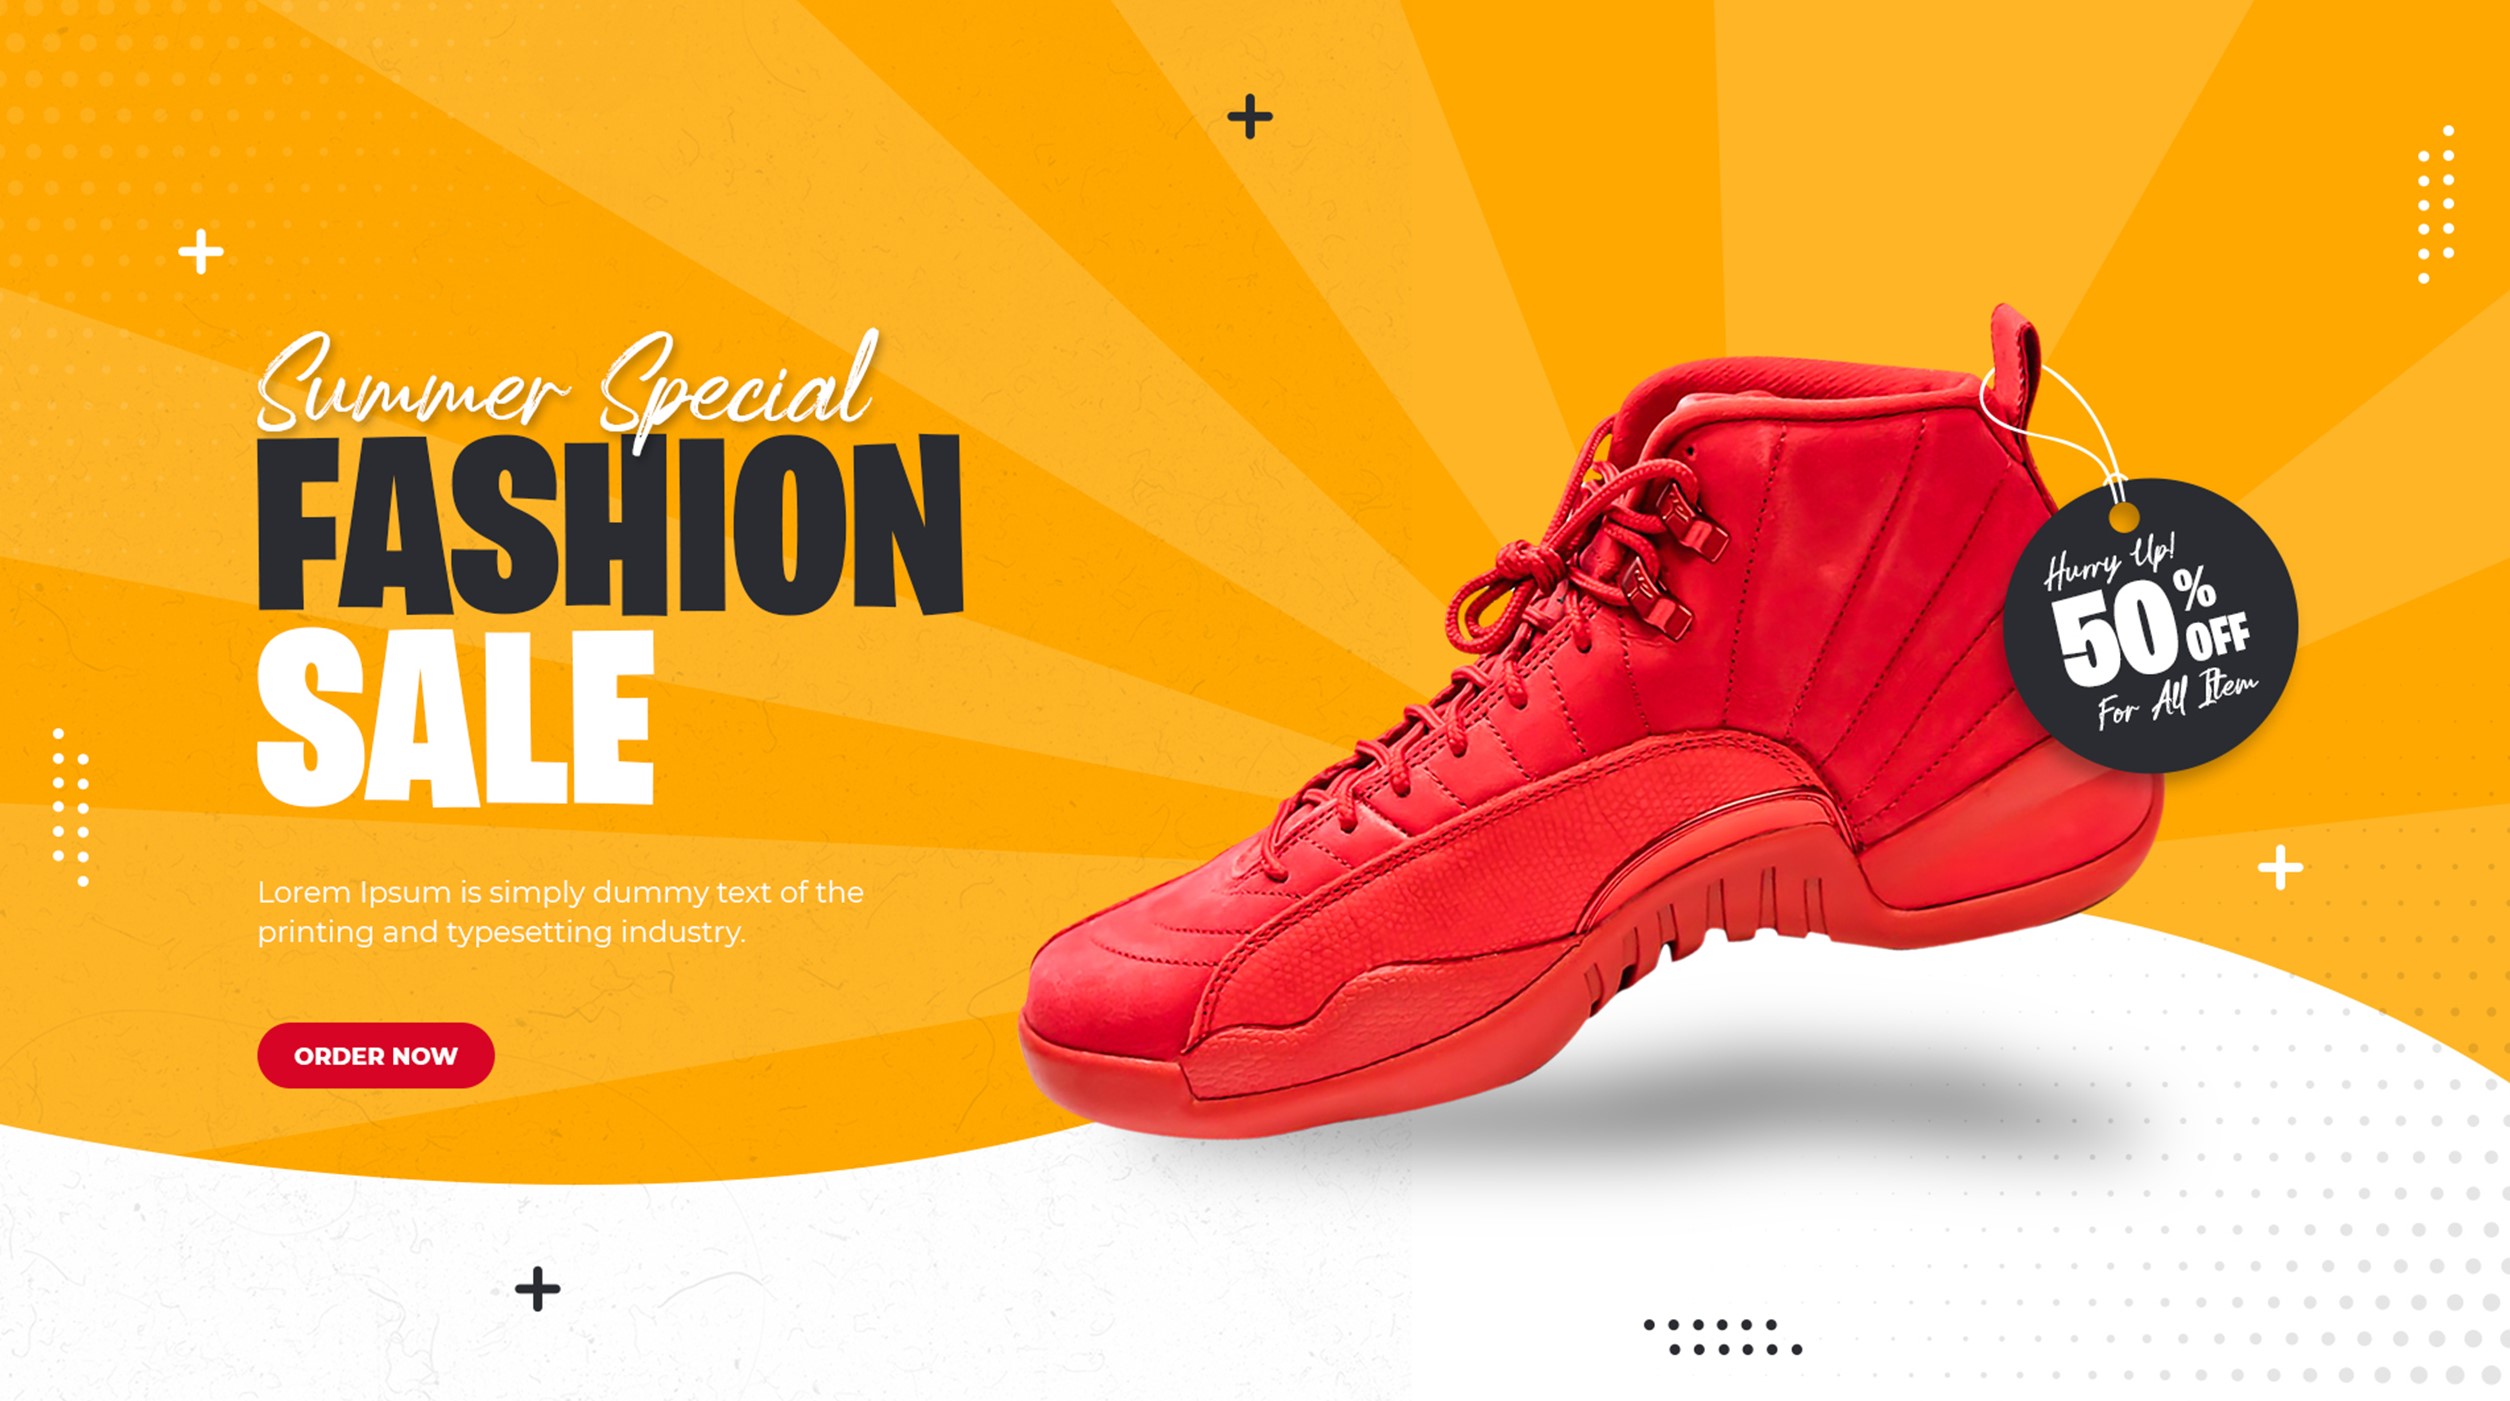 Summer Special
FASHION
SALE
Lorem Ipsum is simply dummy text of the
printing and typesetting industry.
ORDER NOW
Hurry Up!
50%
OFF
For All Item